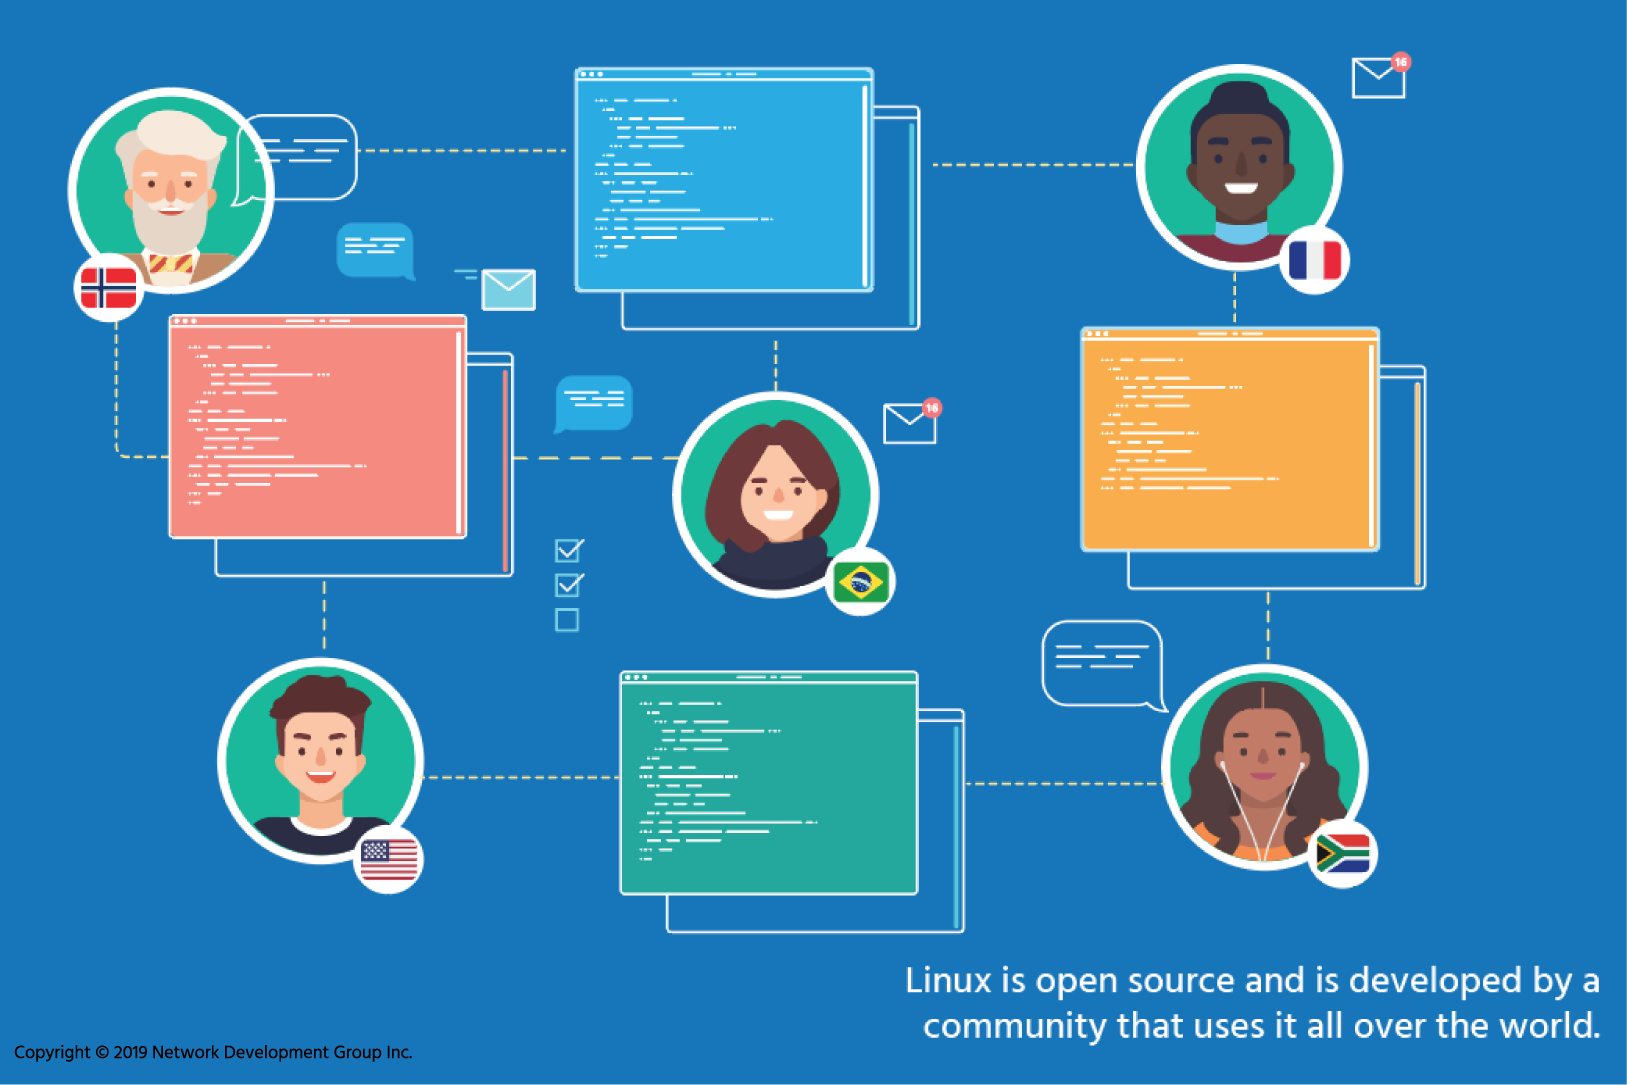 16
16
Linux is open source and is developed by a
community that uses it all over the world.
Copyright © 2019 Network Development Group Inc.